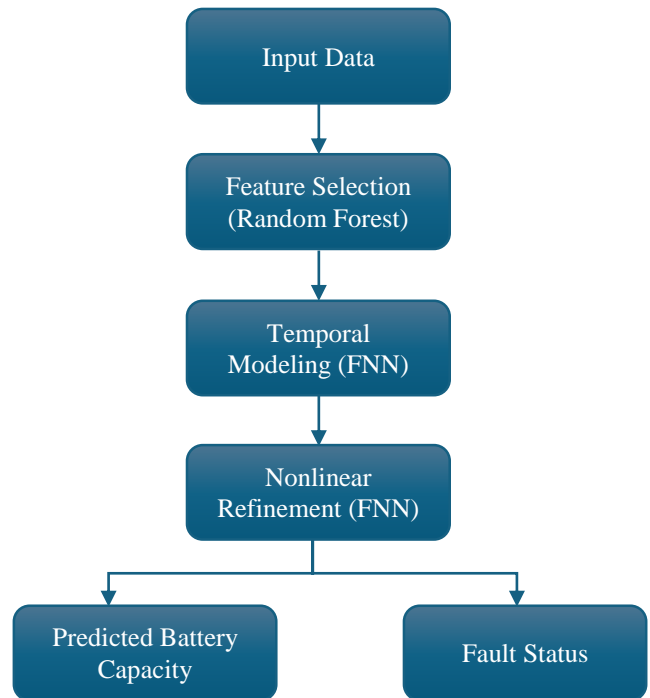 Input Data
Feature Selection
(Random Forest)
Temporal
Modeling (FNN)
Nonlinear
Refinement (FNN)
Predicted Battery
Capacity
Fault Status